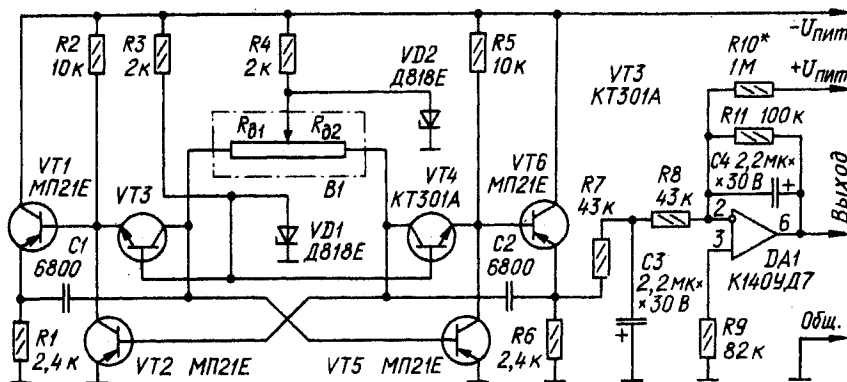 -Uпит
R2
10к
R3
2к
R4
2к
VD2
Д818Е
R5
10к
VT3
КТ301А
R10*
1М
+Uпит
R11 100к
Rд1
Rд2
B1
VT1
МП21Е
VT3
VT4
КТ301А
VT6
МП21Е
R7
43к
R8
43к
C4 2,2мк×
×30В
+
Выход
VD1
Д818Е
C1
6800
C2
6800
2
3
6
DA1
К140УД7
C3
2,2мк×
×30В
+
R1
2,4к
VT2 МП21Е
VT5 МП21Е
R6
2,4к
R9
82к
Общ.